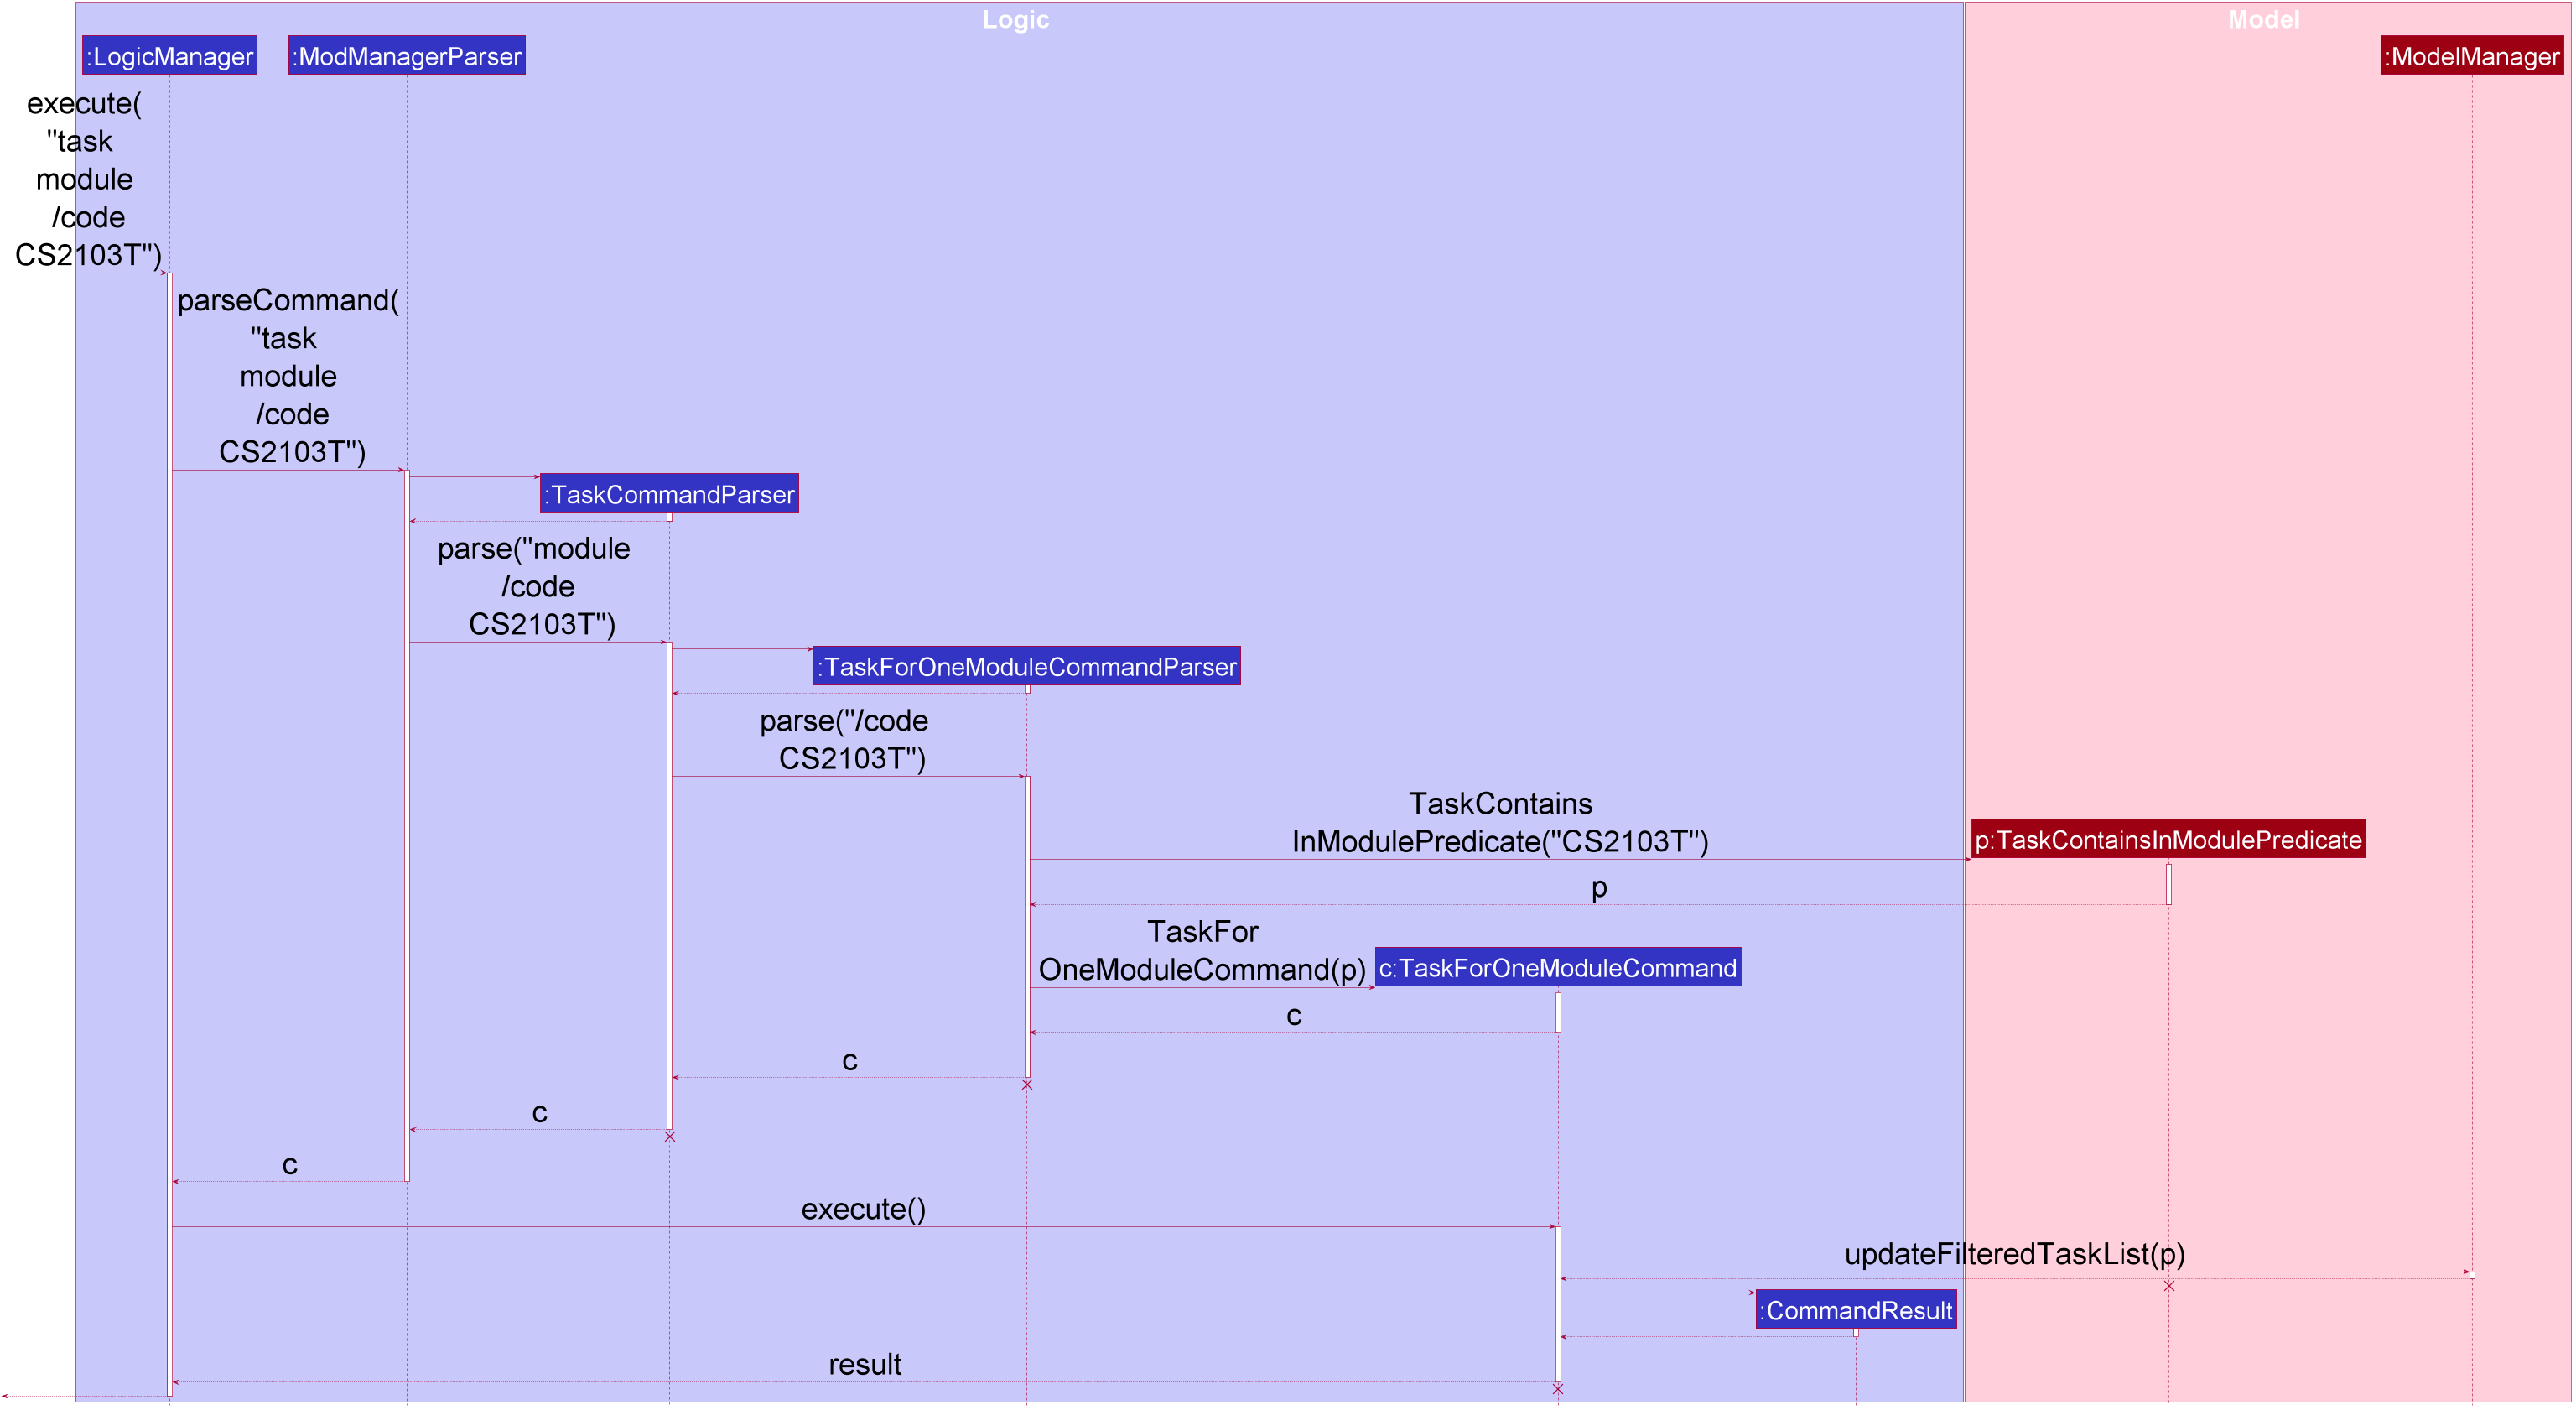 Logic
Model
:LogicManager
:ModManagerParser
:ModelManager
execute(
"task
module
/code
CS2103T")
parseCommand(
"task
module
/code
CS2103T")
:TaskCommandParser
parse("module
/code
CS2103T")
:TaskForOneModuleCommandParser
parse("/code
CS2103T")
TaskContains
InModulePredicate("CS2103T")
p:TaskContainsInModulePredicate
p
TaskFor
OneModuleCommand(p)
c:TaskForOneModuleCommand
c
c
c
c
execute()
updateFilteredTaskList(p)
:CommandResult
result